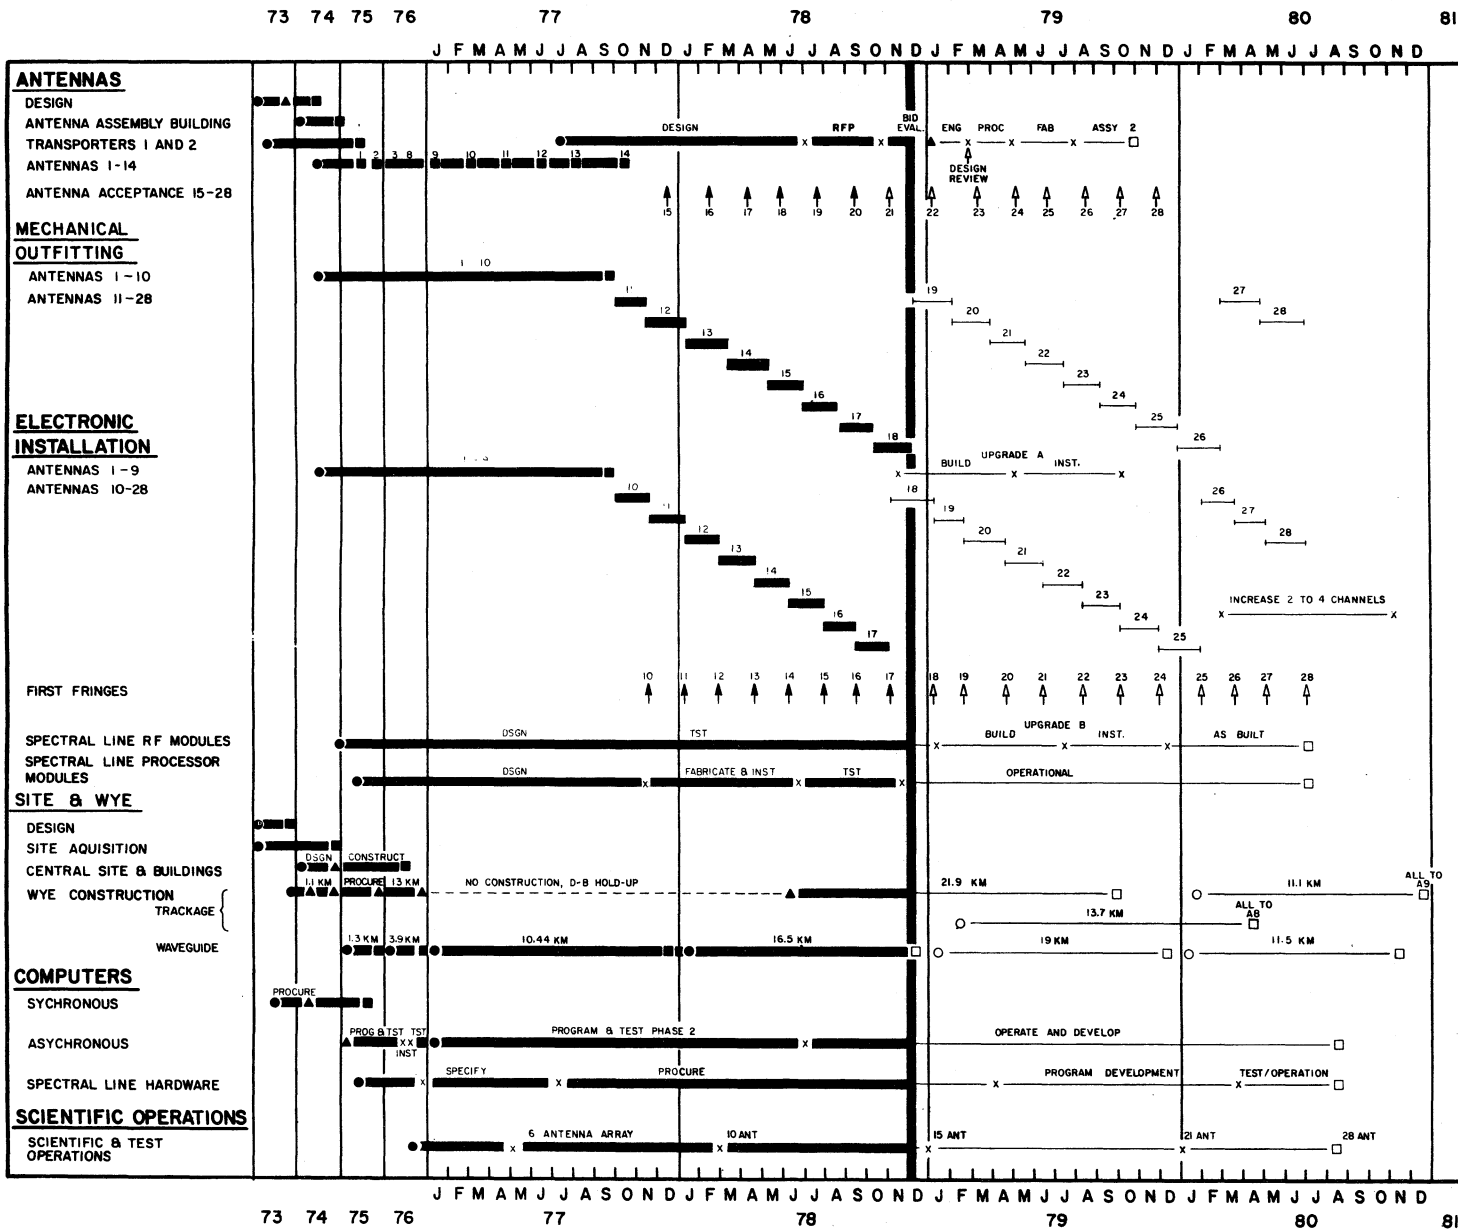 73 74 75 76 77 78 79 80 81
J F M A M J J A S O N D J F M A M J J A S O N D J F M A M J J A S O N D J F M A M J J A S O N D
ANTENNAS
DESIGN
ANTENNA ASSEMBLY BUILDING
TRANSPORTERS 1 AND 2
DESIGN RFP BID EVAL. ENG PROC FAB ASSY 2
DESIGN REVIEW
ANTENNAS 1-14
1 2 3 8 9 10 11 12 13 14
ANTENNA ACCEPTANCE 15-28
15 16 17 18 19 20 21 22 23 24 25 26 27 28
MECHANICAL
OUTFITTING
ANTENNAS 1-10
1 10
ANTENNAS 11-28
11 12 13 14 15 16 17 18 19 20 21 22 23 24 25 26 27 28
ELECTRONIC
INSTALLATION
ANTENNAS 1-9
UPGRADE A
BUILD INST.
ANTENNAS 10-28
10 11 12 13 14 15 16 17 18 19 20 21 22 23 24 25 26 27 28
INCREASE 2 TO 4 CHANNELS
FIRST FRINGES
10 11 12 13 14 15 16 17 18 19 20 21 22 23 24 25 26 27 28
SPECTRAL LINE RF MODULES
DSGN TST UPGRADE B
BUILD INST. AS BUILT
SPECTRAL LINE PROCESSOR
MODULES
DSGN FABRICATE & INST TST OPERATIONAL
SITE & WYE
DESIGN
SITE AQUISITION
CENTRAL SITE & BUILDINGS
DSGN CONSTRUCT
WYE CONSTRUCTION
TRACKAGE
1.1 KM PROCURE 13 KM NO CONSTRUCTION, D-B HOLD-UP 21.9 KM 11.1 KM ALL TO A9
13.7 KM ALL TO A8
WAVEGUIDE
1.3 KM 3.9 KM 10.44 KM 16.5 KM 19 KM 11.5 KM
COMPUTERS
SYCHRONOUS
PROCURE
ASYCHRONOUS
PROG & TST TST PROGRAM & TEST PHASE 2 OPERATE AND DEVELOP
INST
SPECTRAL LINE HARDWARE
SPECIFY PROCURE PROGRAM DEVELOPMENT TEST/OPERATION
SCIENTIFIC OPERATIONS
SCIENTIFIC & TEST
OPERATIONS
6 ANTENNA ARRAY 10 ANT 15 ANT 21 ANT 28 ANT
J F M A M J J A S O N D J F M A M J J A S O N D J F M A M J J A S O N D J F M A M J J A S O N D
73 74 75 76 77 78 79 80 81